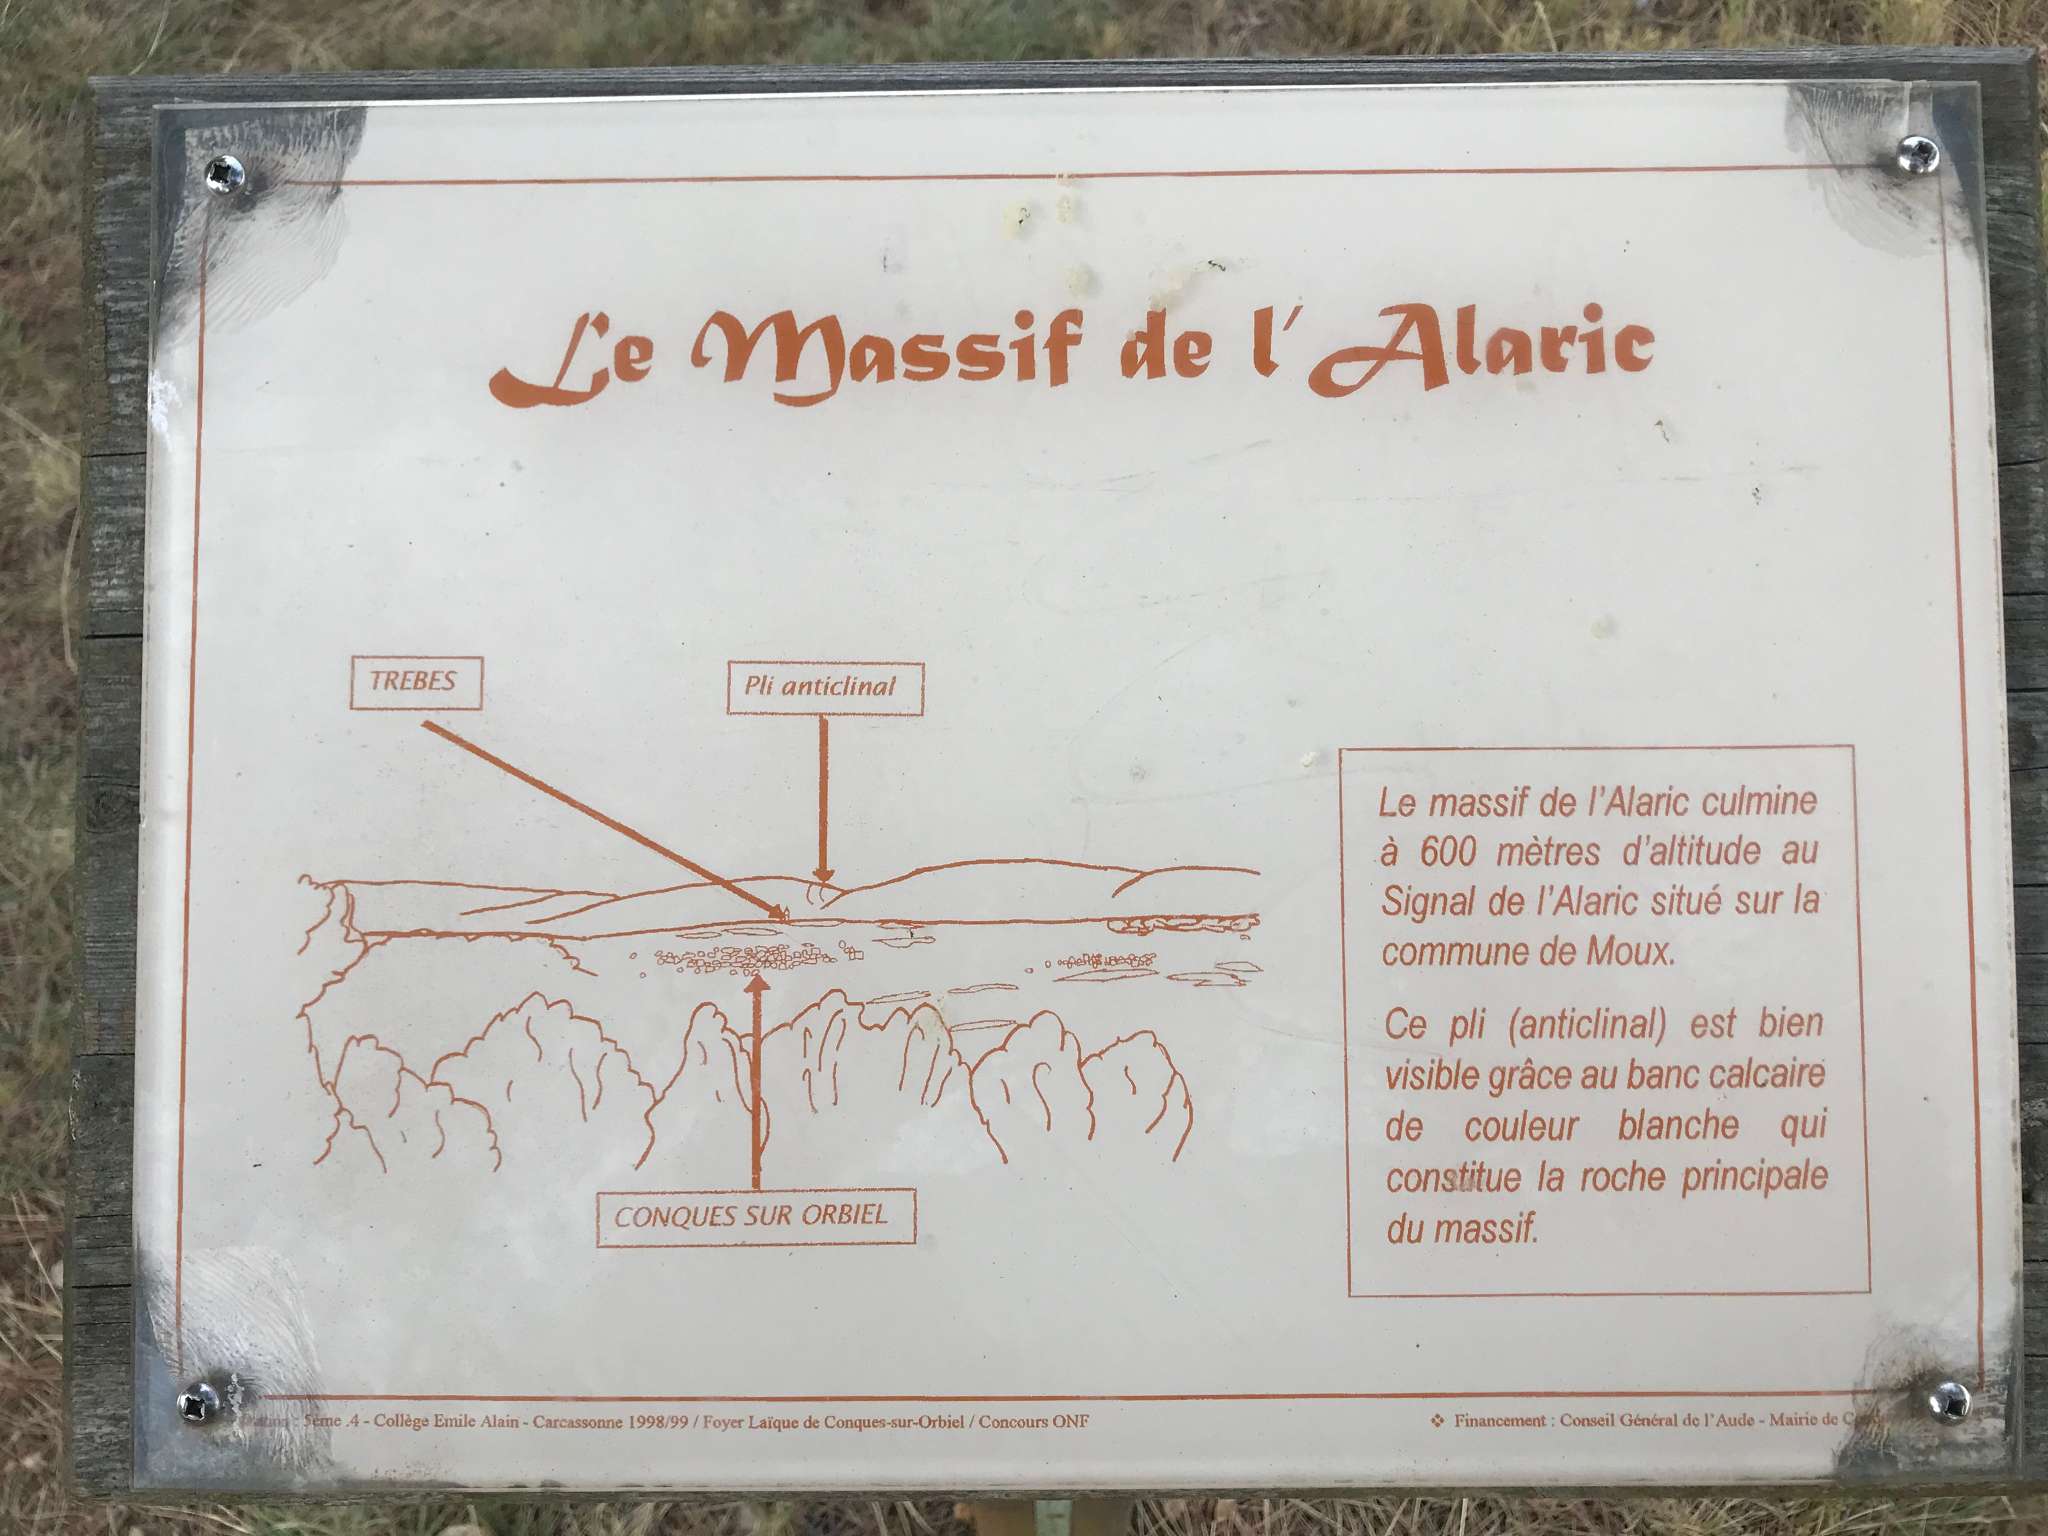 Le Massif de l'Alaric
TREBES
Pli anticlinal
CONQUES SUR ORBIEL
Le massif de l'Alaric culmine
à 600 mètres d'altitude au
Signal de l'Alaric situé sur la
commune de Moux.
Ce pli (anticlinal) est bien
visible grâce au banc calcaire
de couleur blanche qui
constitue la roche principale
du massif.
: 5ème .4 - Collège Emile Alain - Carcassonne 1998/99 / Foyer Laïque de Conques-sur-Orbiel / Concours ONF
❖ Financement : Conseil Général de l'Aude - Mairie de